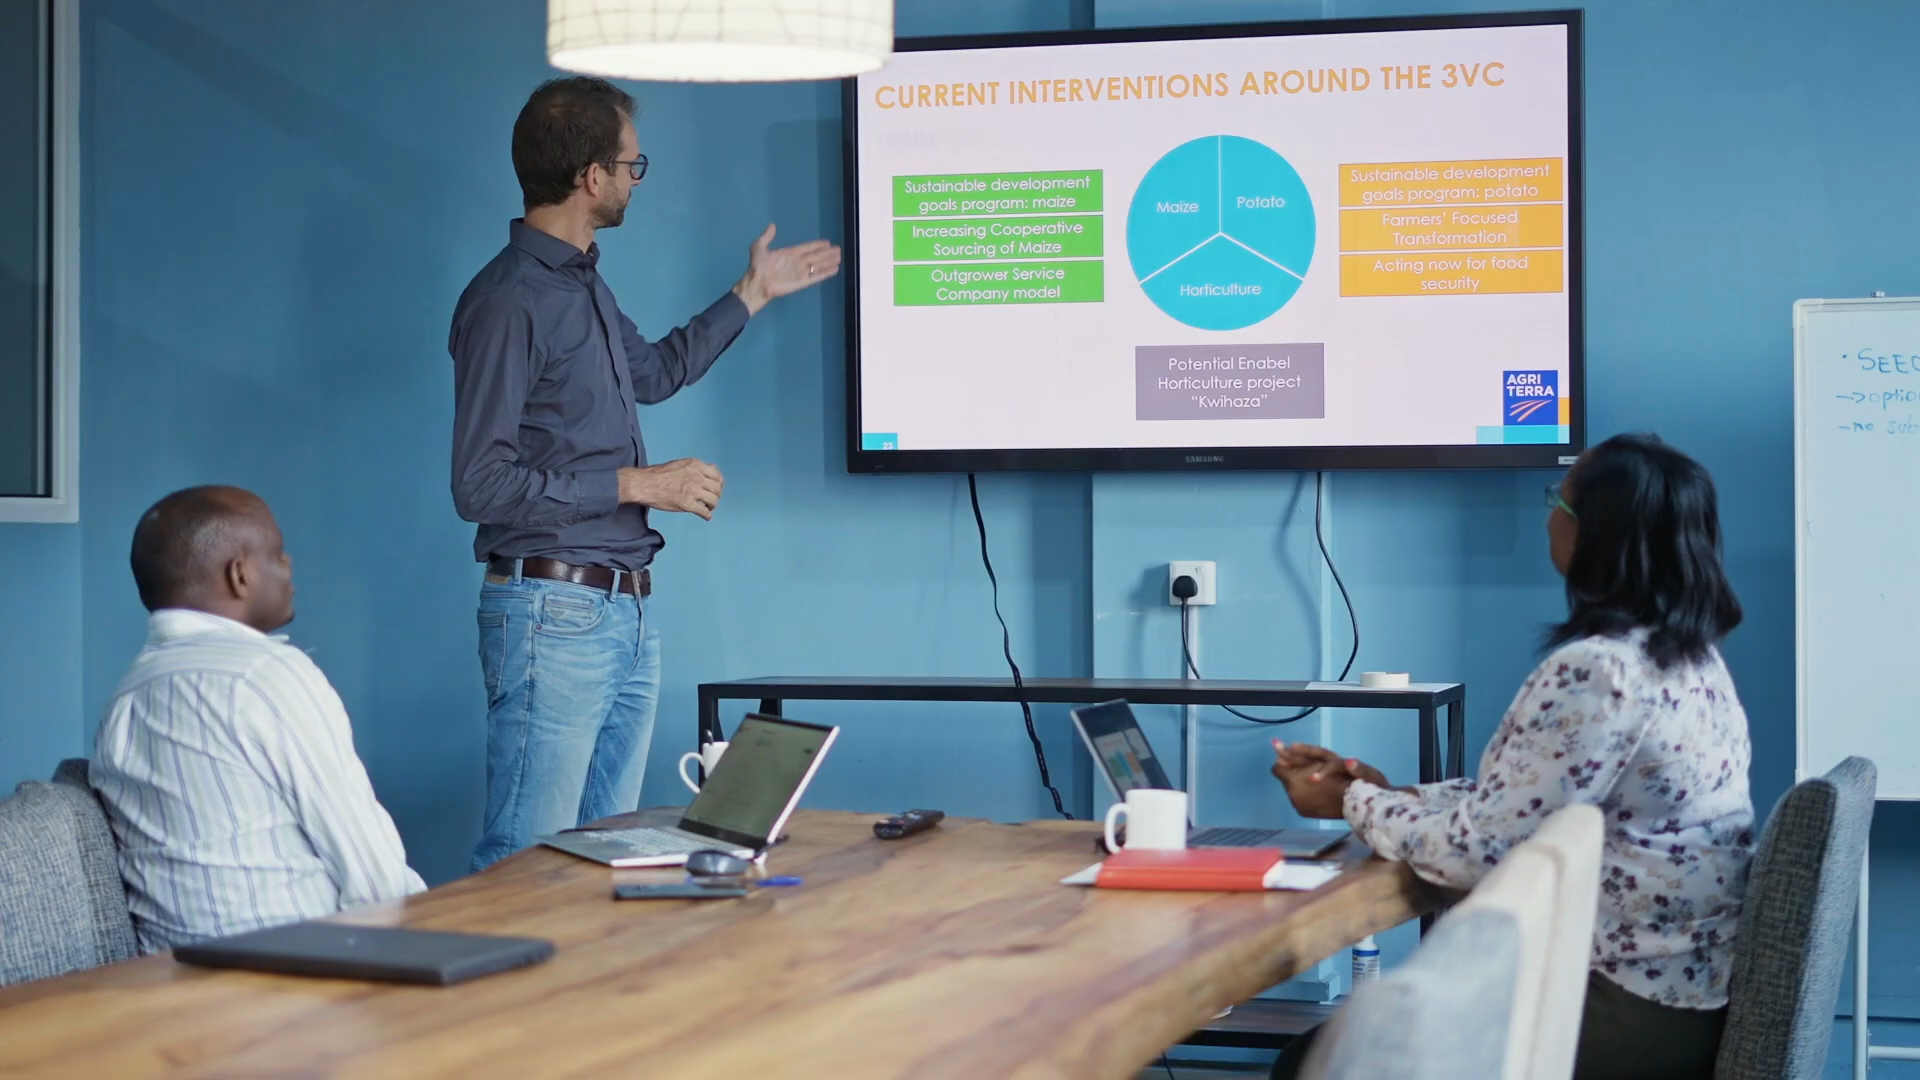 CURRENT INTERVENTIONS AROUND THE 3VC
Sustainable development
goals program: maize
Increasing Cooperative
Sourcing of Maize
Outgrower Service
Company model
Maize
Potato
Horticulture
Sustainable development
goals program: potato
Farmers' Focused
Transformation
Acting now for food
security
Potential Enabel
Horticulture project
"Kwihaza"
AGRI
TERRA
23
SAMSUNG
no